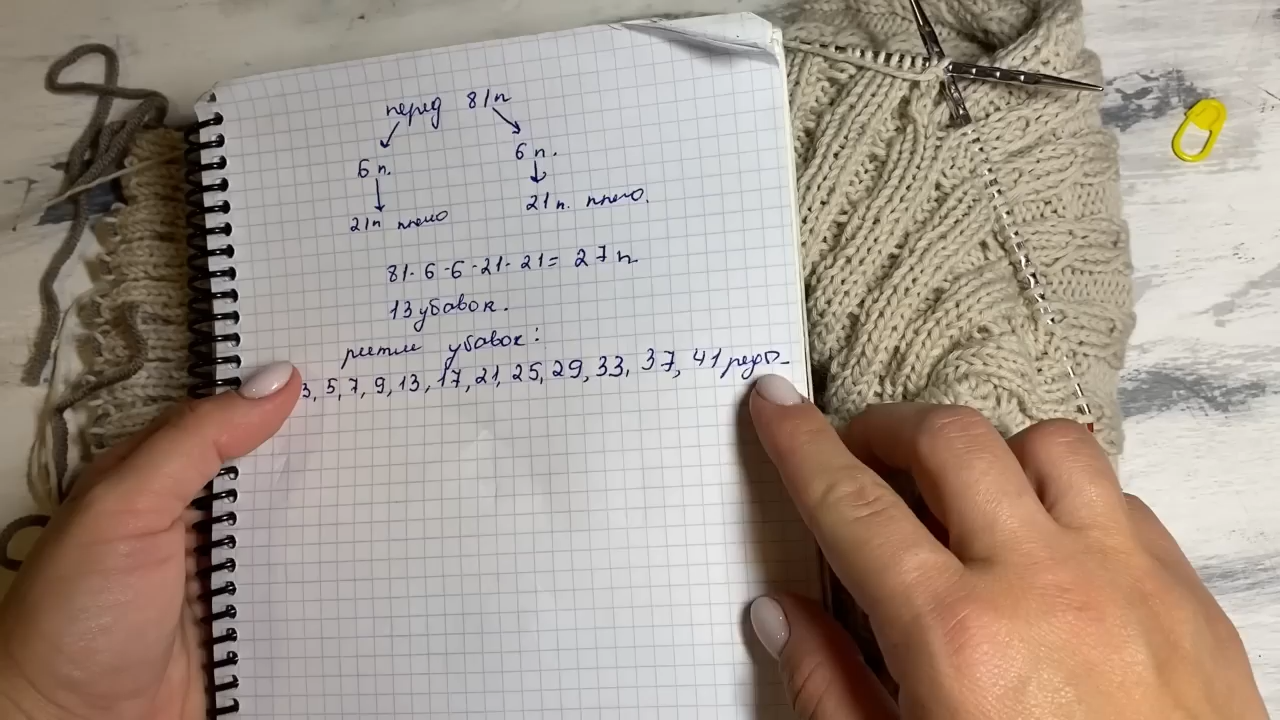 перед 81п
6 п. 6 п.
21п плечо 21п. плечо.
81-6-6-21-21= 27 п.
13 убавок.
ритм убавок:
3, 5, 7, 9, 13, 17, 21, 25, 29, 33, 37, 41 ряды